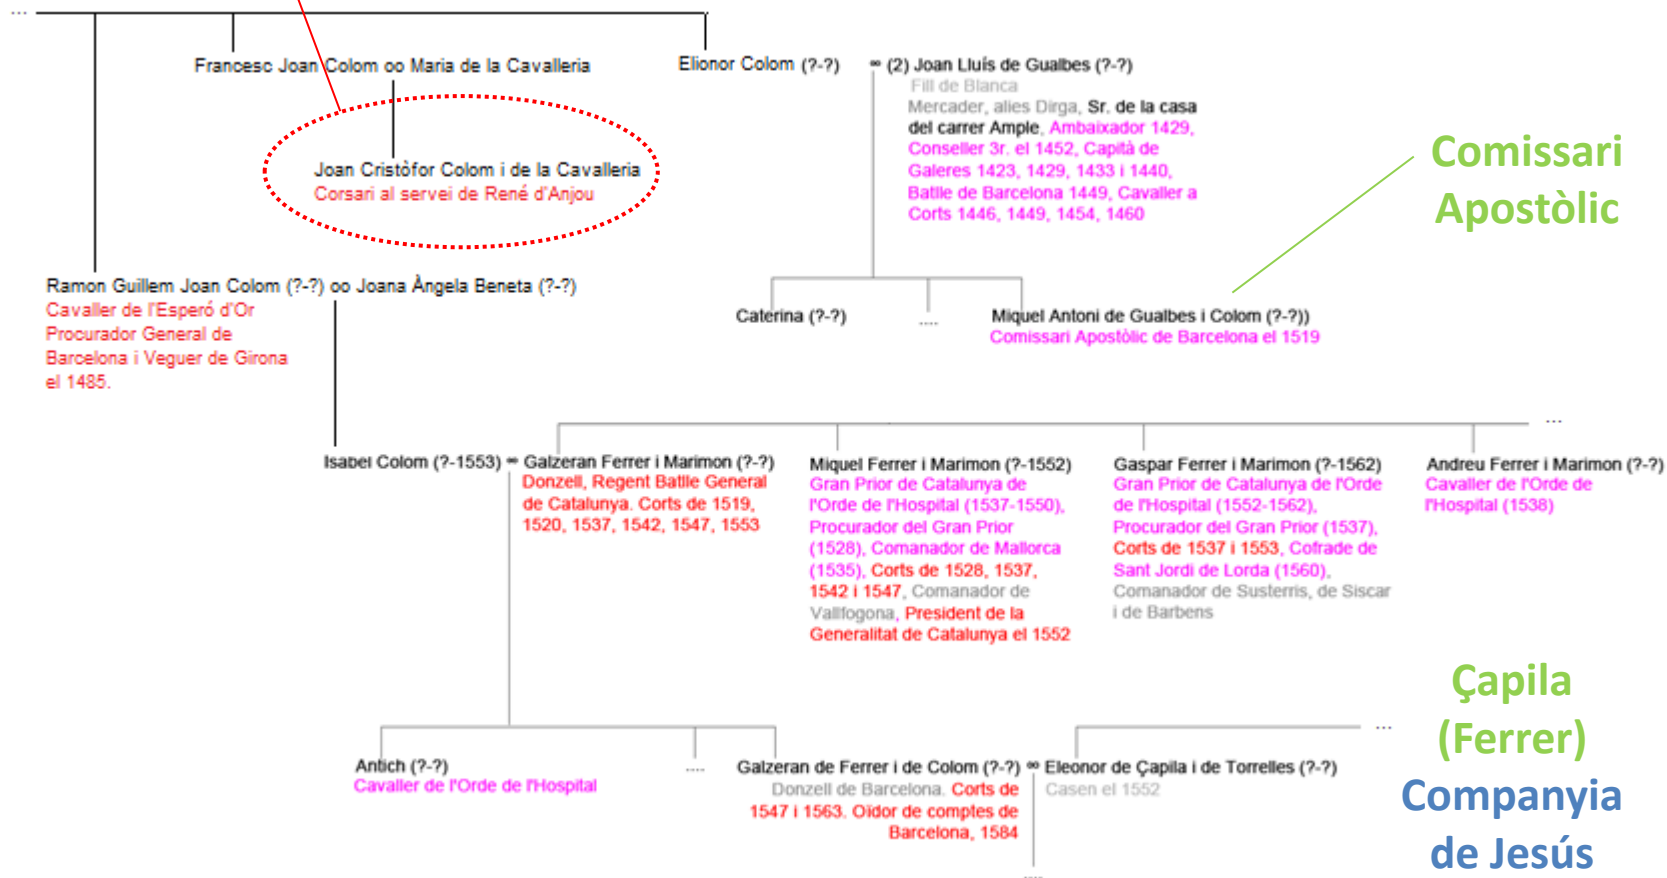 ...
Francesc Joan Colom oo Maria de la Cavalleria
Elionor Colom (?-?)
∞ (2) Joan Lluís de Gualbes (?-?)
Fill de Blanca
Mercader, alies Dirga, Sr. de la casa
del carrer Ample, Ambaixador 1429,
Conseller 3r. el 1452, Capità de
Galeres 1423, 1429, 1433 i 1440,
Batlle de Barcelona 1449, Cavaller a
Corts 1446, 1449, 1454, 1460
Comissari
Apostòlic
Joan Cristòfor Colom i de la Cavalleria
Corsari al servei de René d'Anjou
Ramon Guillem Joan Colom (?-?) oo Joana Àngela Beneta (?-?)
Cavaller de l'Esperó d'Or
Procurador General de
Barcelona i Veguer de Girona
el 1485.
Caterina (?-?)
....
Miquel Antoni de Gualbes i Colom (?-?))
Comissari Apostòlic de Barcelona el 1519
...
Isabel Colom (?-1553) ∞ Galzeran Ferrer i Marimon (?-?)
Donzell, Regent Batlle General
de Catalunya. Corts de 1519,
1520, 1537, 1542, 1547, 1553
Miquel Ferrer i Marimon (?-1552)
Gran Prior de Catalunya de
l'Orde de l'Hospital (1537-1550),
Procurador del Gran Prior
(1528), Comanador de Mallorca
(1535), Corts de 1528, 1537,
1542 i 1547, Comanador de
Vallfogona, President de la
Generalitat de Catalunya el 1552
Gaspar Ferrer i Marimon (?-1562)
Gran Prior de Catalunya de l'Orde
de l'Hospital (1552-1562),
Procurador del Gran Prior (1537),
Corts de 1537 i 1553, Cofrade de
Sant Jordi de Lorda (1560),
Comanador de Susterris, de Siscar
i de Barbens
Andreu Ferrer i Marimon (?-?)
Cavaller de l'Orde de
l'Hospital (1538)
...
Antich (?-?)
Cavaller de l'Orde de l'Hospital
....
Galzeran de Ferrer i de Colom (?-?) ∞ Eleonor de Çapila i de Torrelles (?-?)
Donzell de Barcelona. Corts de
1547 i 1563. Oïdor de comptes de
Barcelona, 1584
Casen el 1552
....
Çapila
(Ferrer)
Companyia
de Jesús